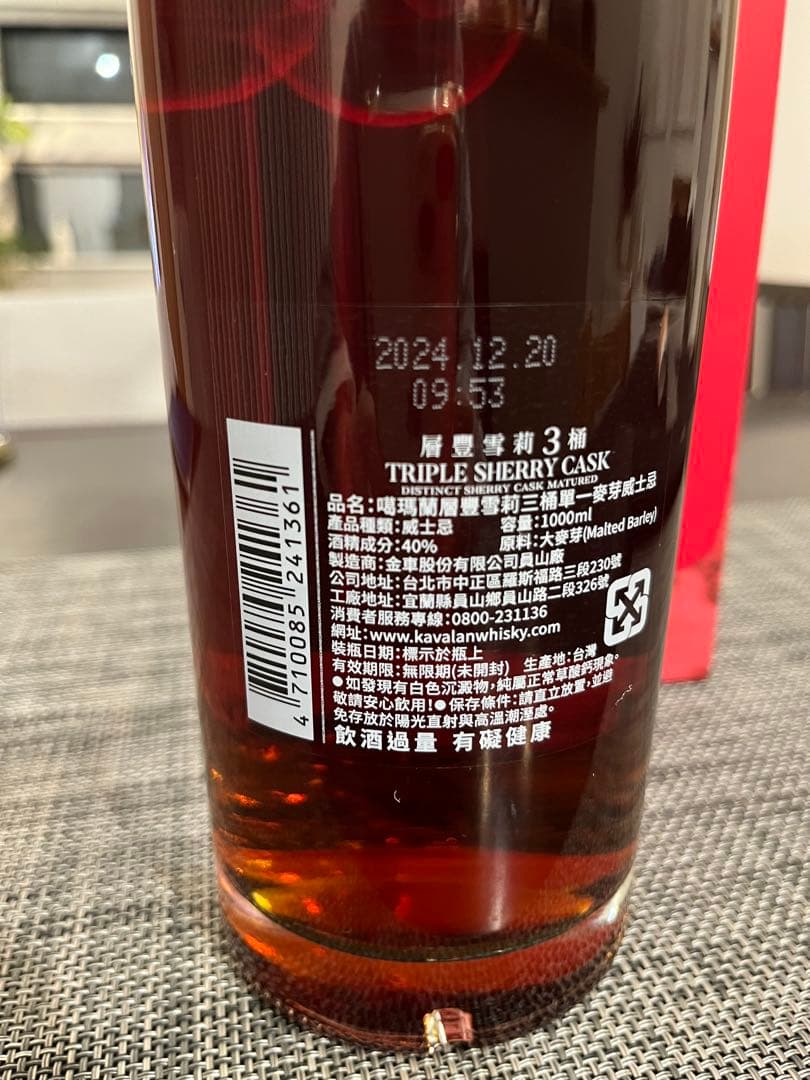 2024.12.20
09:53
層豐雪莉3桶
TRIPLE SHERRY CASK
DISTINCT SHERRY CASK MATURED
品名:噶瑪蘭層豐雪莉三桶單一麥芽威士忌
產品種類:威士忌 容量:1000ml
酒精成分:40% 原料:大麥芽(Malted Barley)
製造商:金車股份有限公司員山廠
公司地址:台北市中正區羅斯福路三段230號
工廠地址:宜蘭縣員山鄉員山路二段326號
消費者服務專線:0800-231136
網址:www.kavalanwhisky.com
裝瓶日期:標示於瓶上
有效期限:無限期(未開封) 生產地:台灣
●如發現有白色沉澱物,純屬正常草酸鈣現象。
敬請安心飲用!●保存條件:請直立放置,並避
免存放於陽光直射與高溫潮溼處。
飲酒過量 有礙健康
4 710085 241361